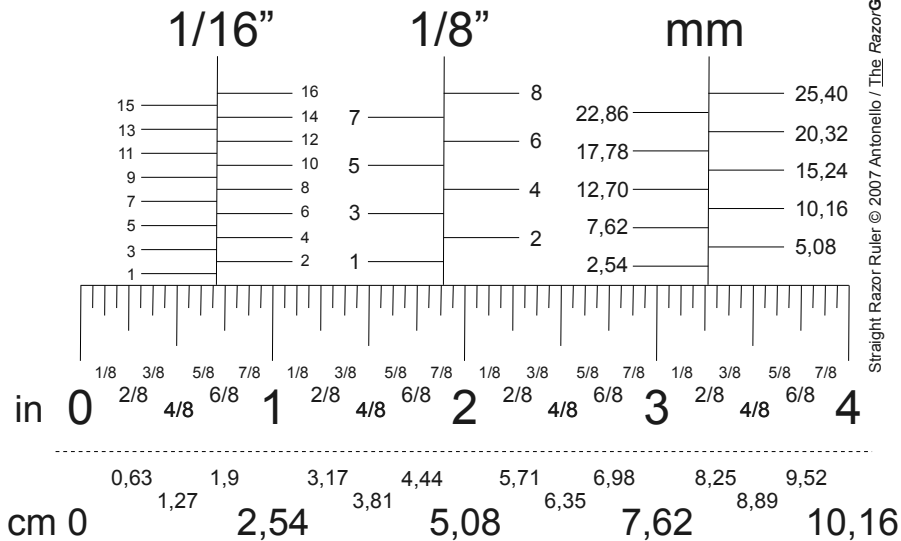 1/16” 1/8” mm
16 8 25,40
15 7 22,86
14 6 20,32
13 5 17,78
12 4 15,24
11 3 12,70
10 2 10,16
9 1 7,62
8 5,08
7 2,54
6
5
4
3
2
1
1/8 3/8 5/8 7/8 1/8 3/8 5/8 7/8 1/8 3/8 5/8 7/8 1/8 3/8 5/8 7/8
2/8 6/8 2/8 6/8 2/8 6/8 2/8 6/8
4/8 4/8 4/8 4/8
in 0 1 2 3 4
0,63 1,9 3,17 4,44 5,71 6,98 8,25 9,52
1,27 3,81 6,35 8,89
cm 0 2,54 5,08 7,62 10,16
Straight Razor Ruler © 2007 Antonello / The RazorG